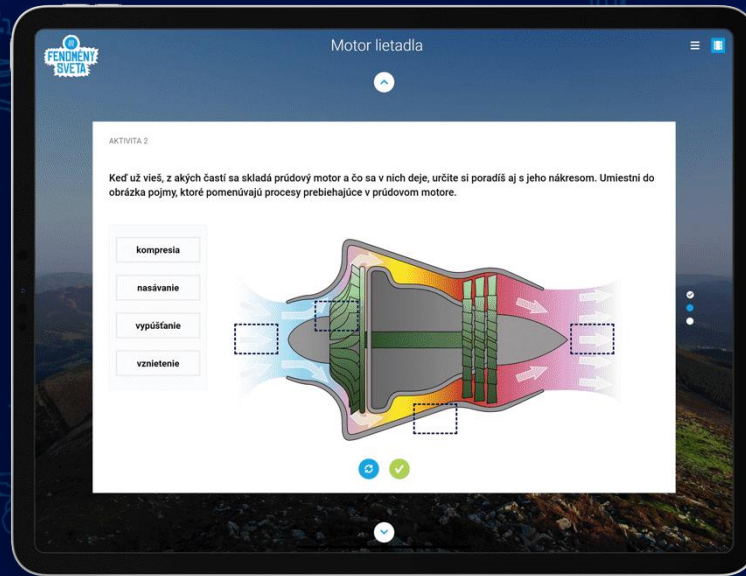 FENOMÉNY
SVETA
Motor lietadla
AKTIVITA 2
Keď už vieš, z akých častí sa skladá prúdový motor a čo sa v nich deje, určite si poradíš aj s jeho nákresom. Umiestni do
obrázka pojmy, ktoré pomenúvajú procesy prebiehajúce v prúdovom motore.
kompresia
nasávanie
vypúšťanie
vznietenie